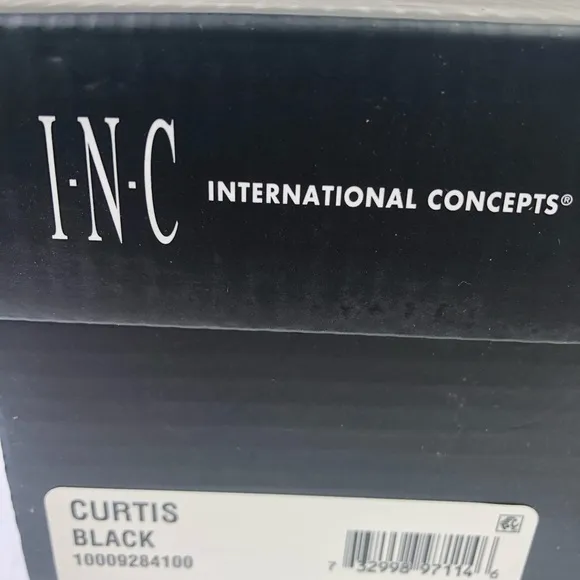 I·N·C INTERNATIONAL CONCEPTS®
CURTIS
BLACK
10009284100
7 32998 97114 6